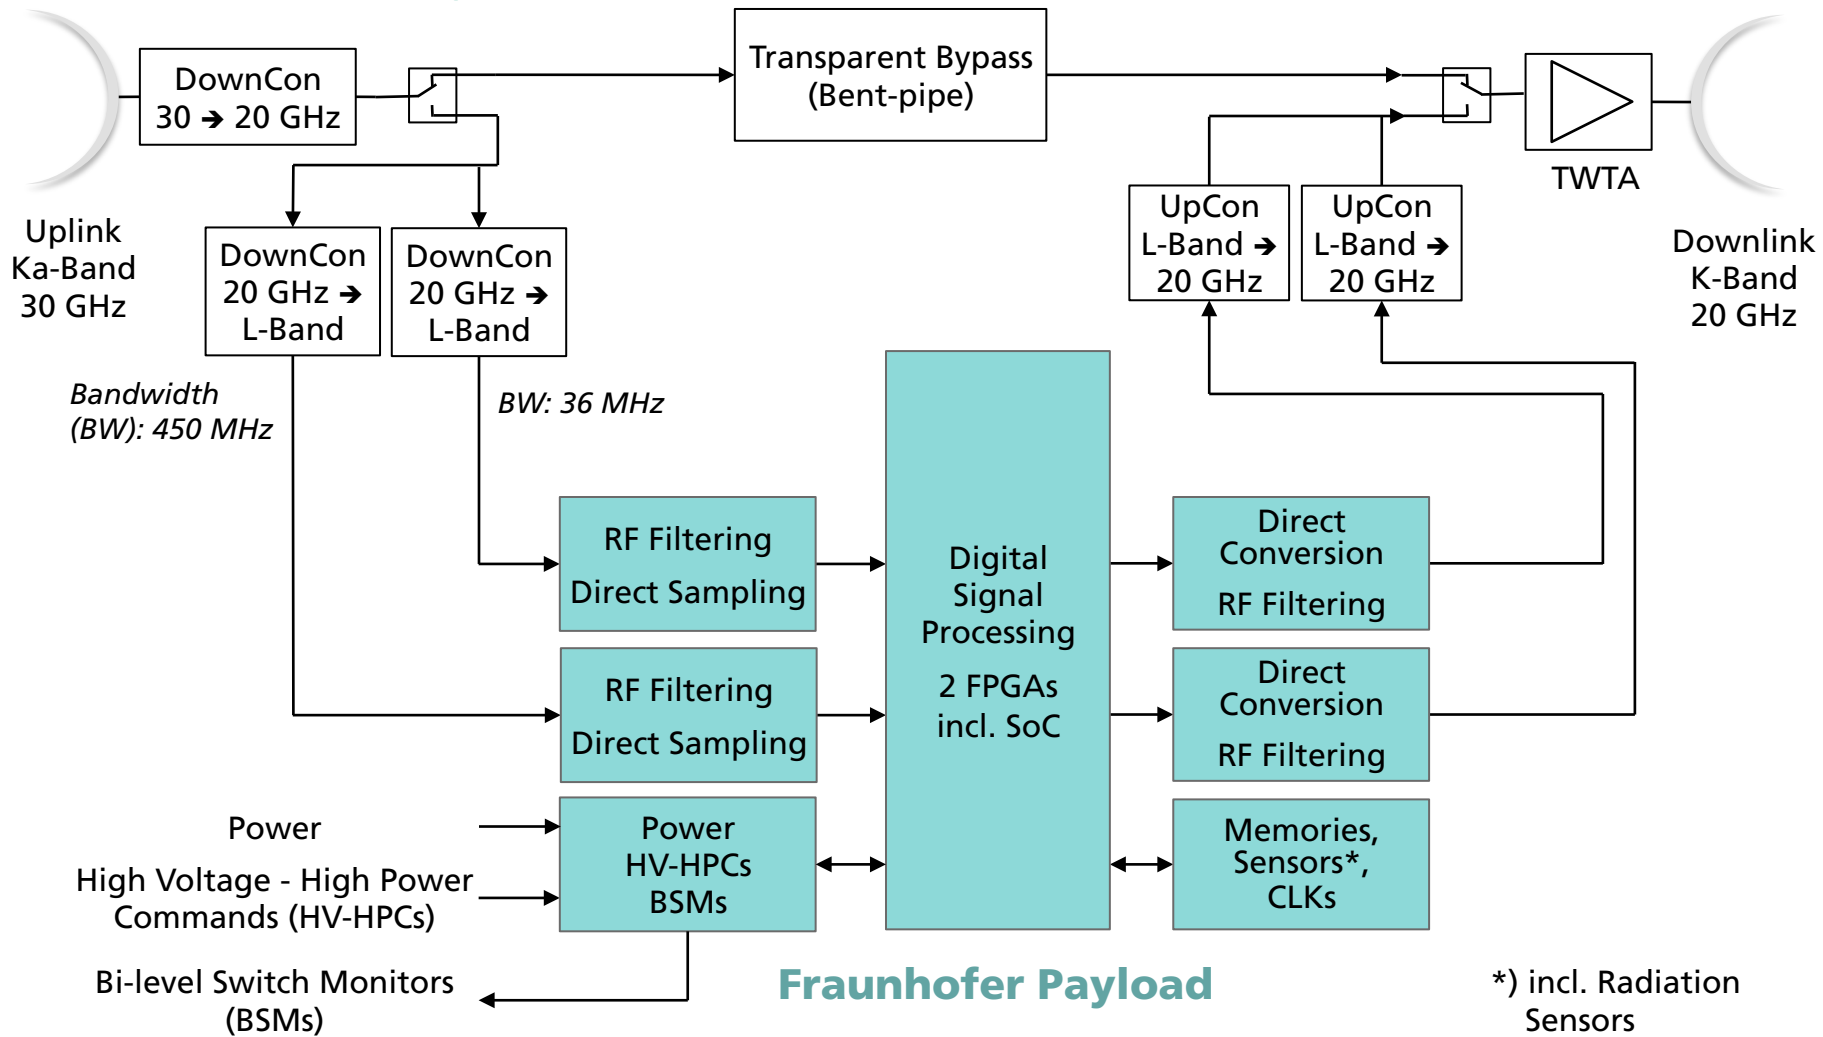 DownCon
30 ➔ 20 GHz
Transparent Bypass
(Bent-pipe)
TWTA
Uplink
Ka-Band
30 GHz
DownCon
20 GHz ➔
L-Band
DownCon
20 GHz ➔
L-Band
UpCon
L-Band ➔
20 GHz
UpCon
L-Band ➔
20 GHz
Downlink
K-Band
20 GHz
Bandwidth
(BW): 450 MHz
BW: 36 MHz
RF Filtering
Direct Sampling
RF Filtering
Direct Sampling
Digital
Signal
Processing
2 FPGAs
incl. SoC
Direct
Conversion
RF Filtering
Direct
Conversion
RF Filtering
Power
High Voltage - High Power
Commands (HV-HPCs)
Bi-level Switch Monitors
(BSMs)
Power
HV-HPCs
BSMs
Memories,
Sensors*,
CLKs
Fraunhofer Payload
*) incl. Radiation
Sensors